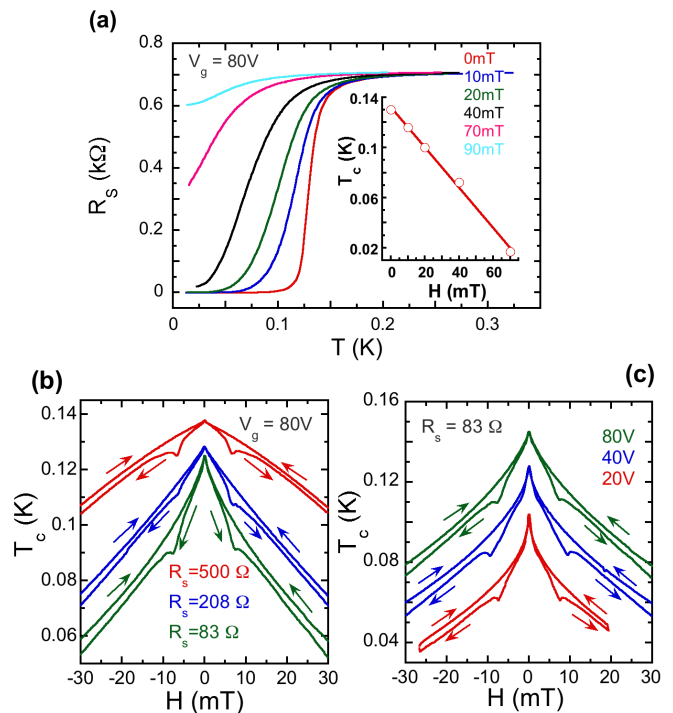 (a)
V_g = 80V
0mT
10mT
20mT
40mT
70mT
90mT
0.8
0.6
0.4
0.2
0
R_S (kΩ)
0 0.1 0.2 0.3
T (K)
0.14
0.1
0.06
0.02
T_c (K)
0 20 40 60
H (mT)
(b)
V_g = 80V
0.14
0.12
0.1
0.08
0.06
T_c (K)
R_s=500 Ω
R_s=208 Ω
R_s=83 Ω
-30 -20 -10 0 10 20 30
H (mT)
(c)
R_s = 83 Ω
80V
40V
20V
0.16
0.12
0.08
0.04
T_c (K)
-30 -20 -10 0 10 20 30
H (mT)